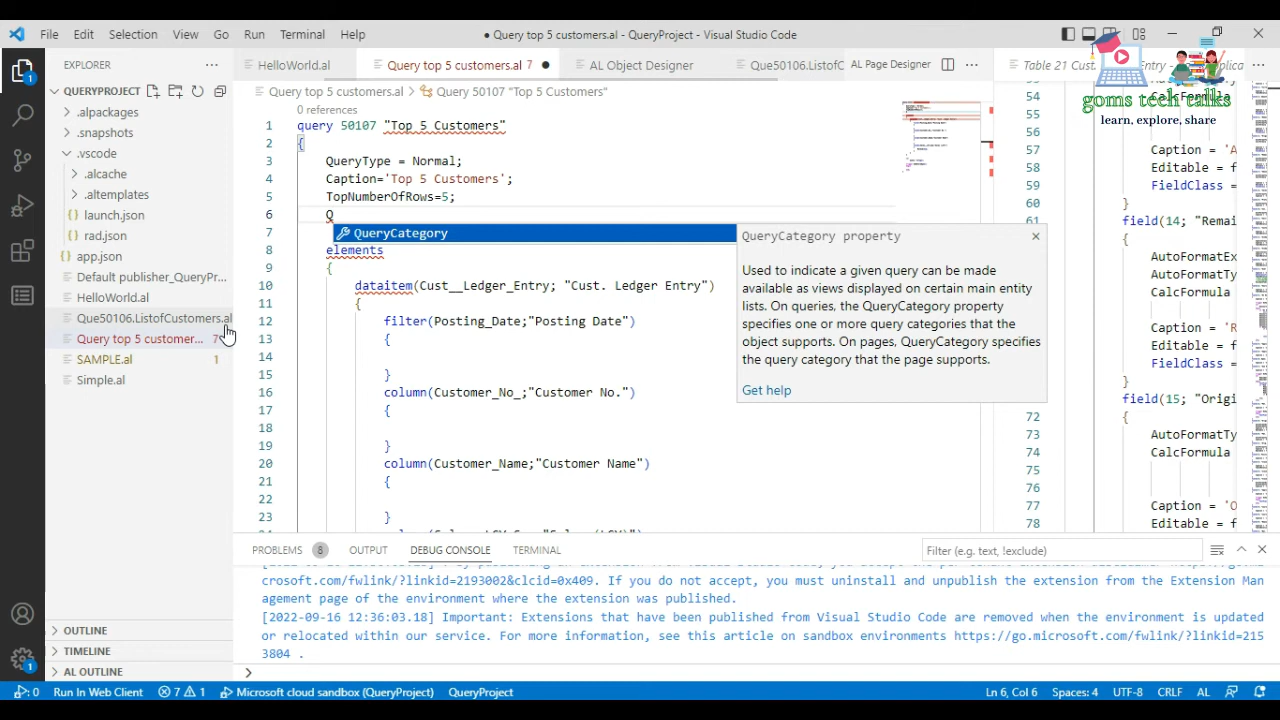 File Edit Selection View Go Run Terminal Help
● Query Top 5 customers.al - QueryProject - Visual Studio Code
goms tech talks
learn, explore, share
EXPLORER
QUERYPROJECT
.alpackages
.snapshots
.vscode
.alcache
.altemplates
launch.json
rad.json
app.json
Default publisher_QueryPr...
HelloWorld.al
Que50106.ListofCustomers.al
Query top 5 customer... 7
SAMPLE.al 1
Simple.al
OUTLINE
TIMELINE
AL OUTLINE
HelloWorld.al
Query top 5 customers.al 7 ●
AL Object Designer
Que50106.Listof
AL Page Designer
Table 21 Cust.
Query top 5 customers.al > Query 50107 "Top 5 Customers"
0 references
1 query 50107 "Top 5 Customers"
2 {
3 QueryType = Normal;
4 Caption='Top 5 Customers';
5 TopNumberOfRows=5;
6 Q
7
8 elements
9 {
10 dataitem(Cust__Ledger_Entry; "Cust. Ledger Entry")
11 {
12 filter(Posting_Date;"Posting Date")
13 {
14
15 }
16 column(Customer_No_;"Customer No.")
17 {
18
19 }
20 column(Customer_Name;"Customer Name")
21 {
22
23 }
QueryCategory
QueryCategory property
Used to indicate a given query can be made
available as views displayed on certain main entity
lists. On queries, the QueryCategory property
specifies one or more query categories that the
object supports. On pages, QueryCategory specifies
the query category that the page supports.
Get help
54
55
56 Caption = 'A
57 Editable = f
58
59 FieldClass =
60 }
61 field(14; "Remai
{
AutoFormatEx
AutoFormatTy
CalcFormula
Caption = 'R
Editable = f
FieldClass =
}
field(15; "Origi
72 {
73 AutoFormatTy
74 CalcFormula
75
76
77 Caption = 'O
78 Editable = f
PROBLEMS 8 OUTPUT DEBUG CONSOLE TERMINAL
Filter (e.g. text, !exclude)
crosoft.com/fwlink/?linkid=2193002&clcid=0x409. If you do not accept, you must uninstall and unpublish the extension from the Extension Man
agement page of the environment where the extension was published.
[2022-09-16 12:36:03.18] Important: Extensions that have been published from Visual Studio Code are removed when the environment is updated
or relocated within our service. For more information, see this article on sandbox environments https://go.microsoft.com/fwlink/?linkid=215
3804 .
0 Run In Web Client 7 1 Microsoft cloud sandbox (QueryProject) QueryProject
Ln 6, Col 6 Spaces: 4 UTF-8 CRLF AL